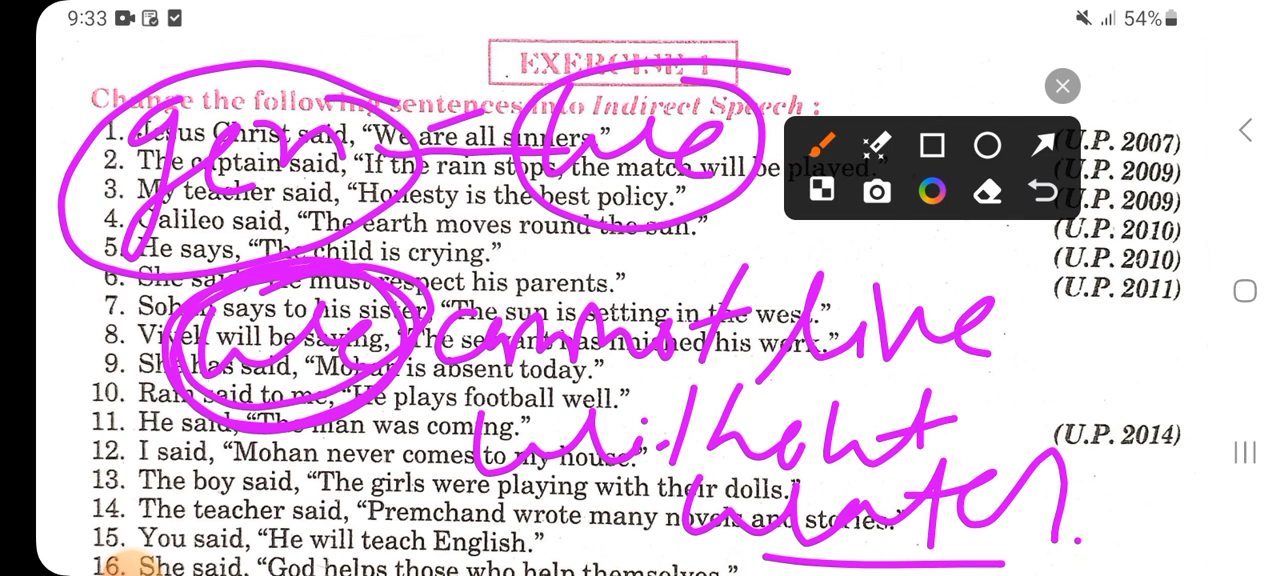 9:33 54%
EXERCISE 1
Change the following sentences into Indirect Speech :
1. Jesus Christ said, “We are all sinners.” (U.P. 2007)
2. The captain said, “If the rain stops, the match will be played.” (U.P. 2009)
3. My teacher said, “Honesty is the best policy.” (U.P. 2009)
4. Galileo said, “The earth moves round the sun.” (U.P. 2010)
5. He says, “The child is crying.” (U.P. 2010)
6. She said, “He must respect his parents.” (U.P. 2011)
7. Sohan says to his sister, “The sun is setting in the west.”
8. Vivek will be saying, “The servant has finished his work.”
9. She has said, “Mohan is absent today.”
10. Ram said to me, “He plays football well.”
11. He said, “The man was coming.” (U.P. 2014)
12. I said, “Mohan never comes to my house.”
13. The boy said, “The girls were playing with their dolls.”
14. The teacher said, “Premchand wrote many novels and stories.”
15. You said, “He will teach English.”
16. She said, “God helps those who help themselves.”
gen = we
we cannot live
without
water.